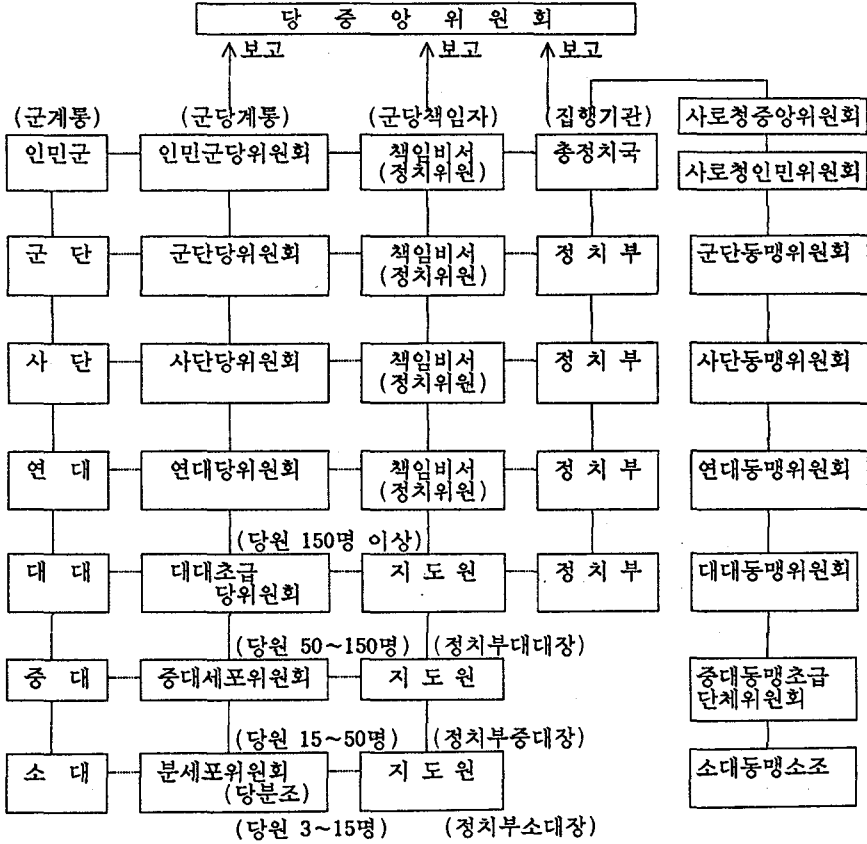 당 중 앙 위 원 회
보고 보고 보고
(군계통) (군당계통) (군당책임자) (집행기관) 사로청중앙위원회
인민군 인민군당위원회 책임비서 총정치국
(정치위원) 사로청인민위원회
군 단 군단당위원회 책임비서 정 치 부 군단동맹위원회
(정치위원)
사 단 사단당위원회 책임비서 정 치 부 사단동맹위원회
(정치위원)
연 대 연대당위원회 책임비서 정 치 부 연대동맹위원회
(정치위원)
(당원 150명 이상)
대 대 대대초급 지 도 원 정 치 부 대대동맹위원회
당위원회
(당원 50~150명) (정치부대대장)
중 대 중대세포위원회 지 도 원 중대동맹초급
단체위원회
(당원 15~50명) (정치부중대장)
소 대 분세포위원회 지 도 원 소대동맹소조
(당분조)
(당원 3~15명) (정치부소대장)